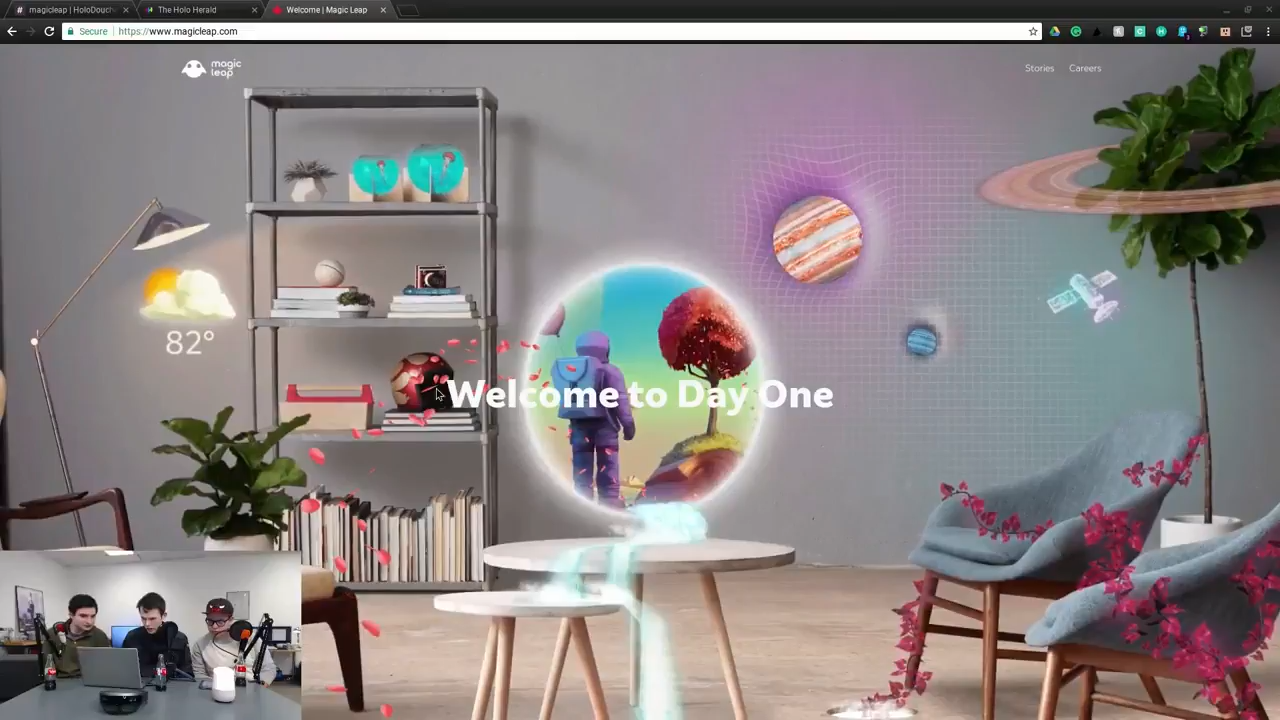 magicleap | HoloDouch
The Holo Herald
Welcome | Magic Leap
Secure
https://www.magicleap.com
magic
leap
Stories
Careers
82°
Welcome to Day One